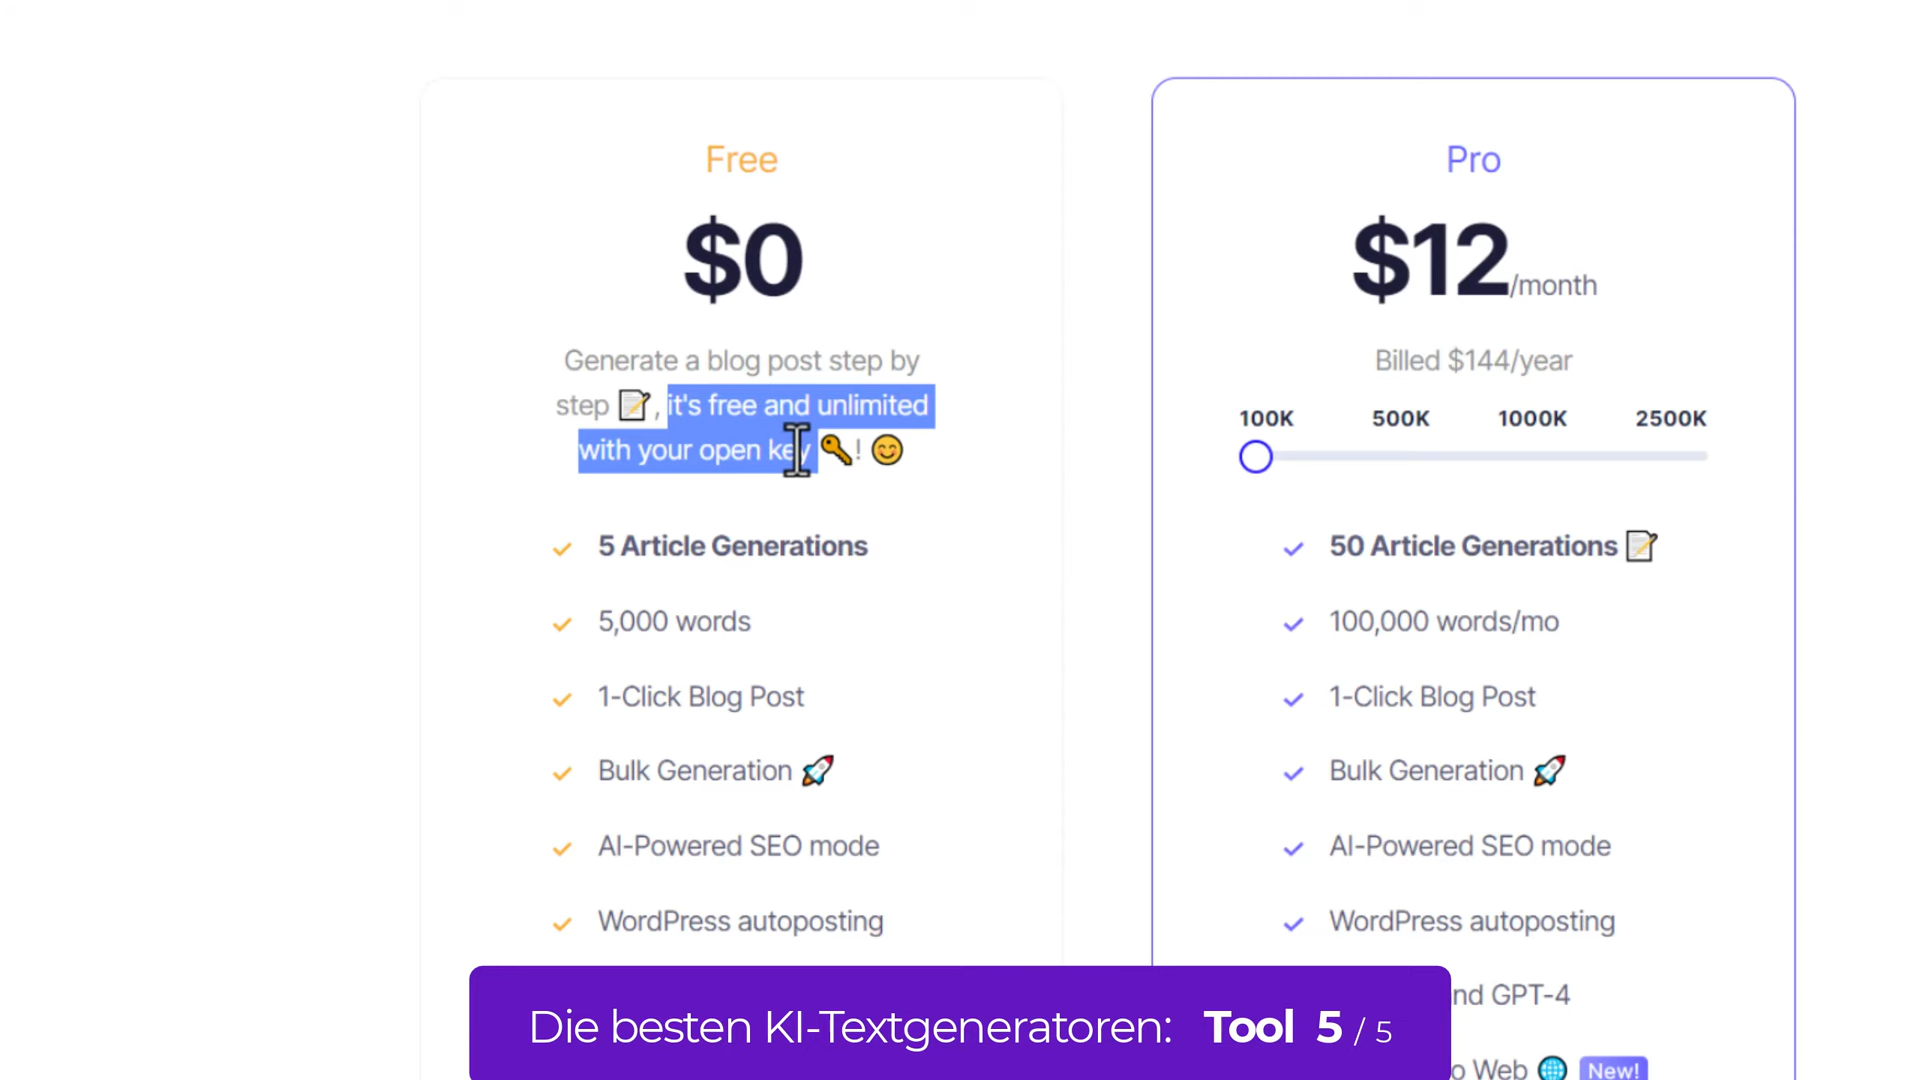 Free
$0
Generate a blog post step by
step 📝, it's free and unlimited
with your open key 🔑! 😊
5 Article Generations
5,000 words
1-Click Blog Post
Bulk Generation 🚀
AI-Powered SEO mode
WordPress autoposting
Pro
$12/month
Billed $144/year
100K 500K 1000K 2500K
50 Article Generations 📝
100,000 words/mo
1-Click Blog Post
Bulk Generation 🚀
AI-Powered SEO mode
WordPress autoposting
GPT-4
Web 🌐 New!
Die besten KI-Textgeneratoren: Tool 5 / 5